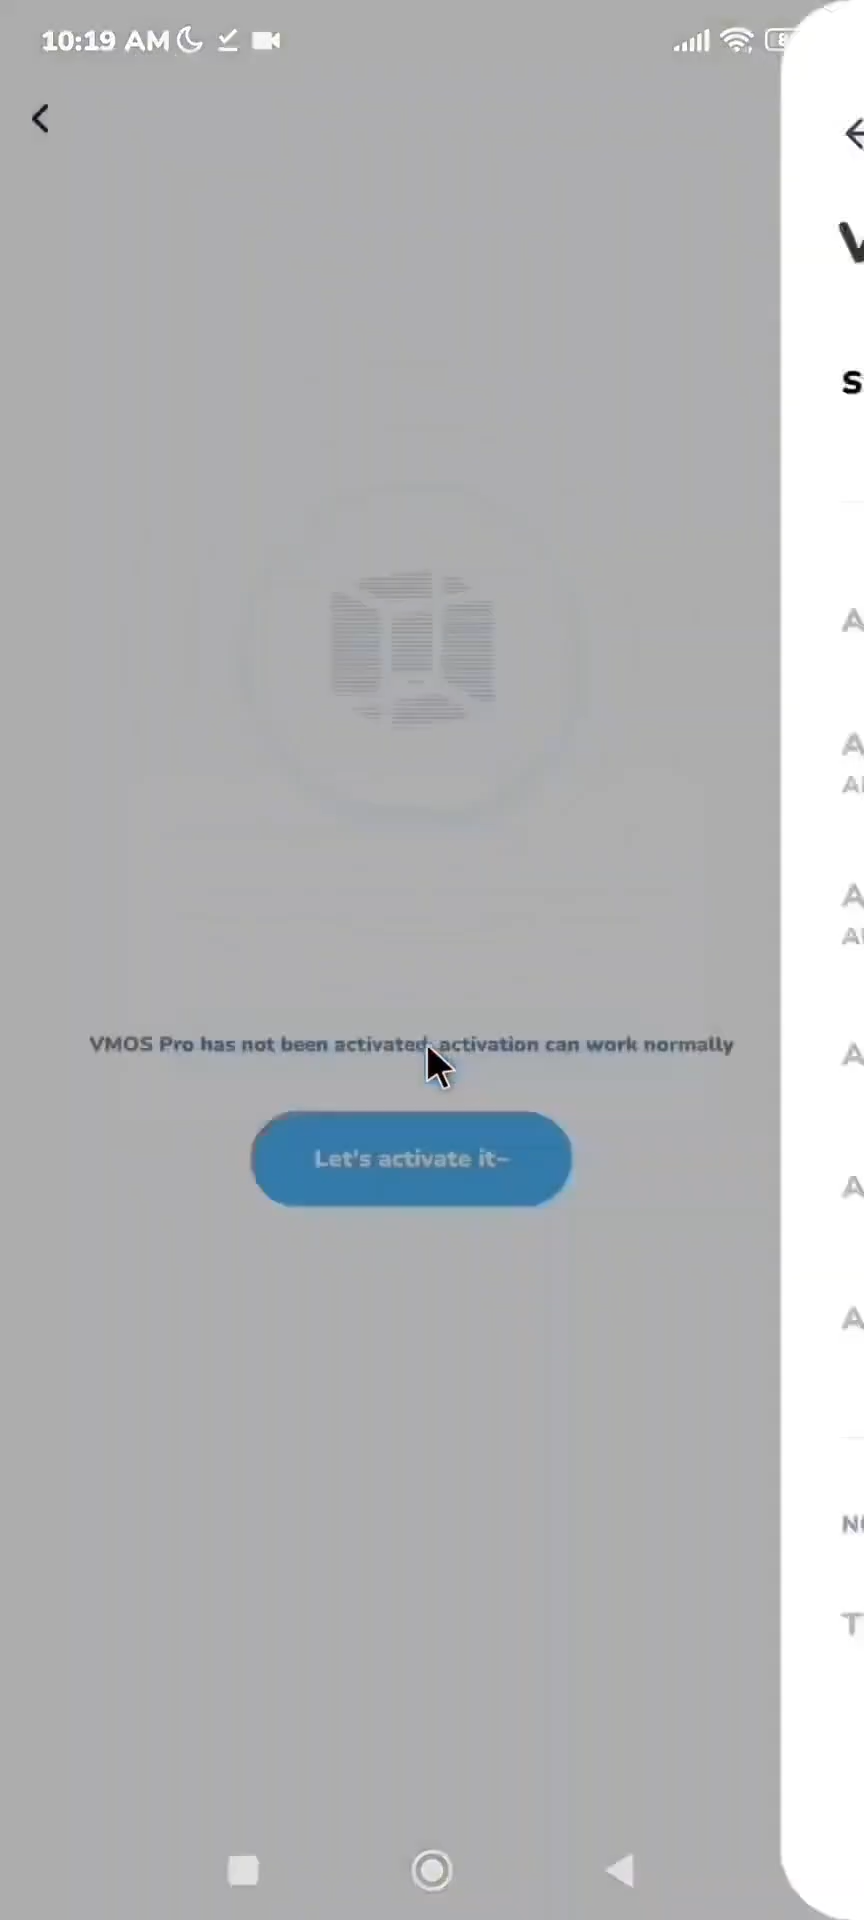 10:19 AM
VMOS Pro has not been activated, activation can work normally
Let's activate it~